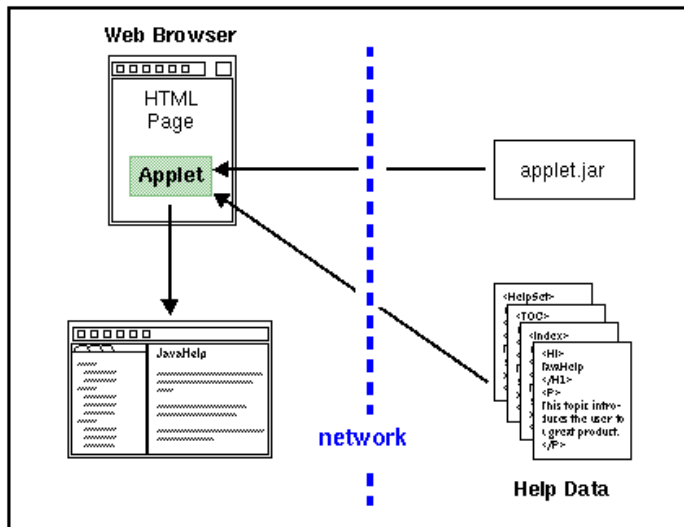 Web Browser
HTML
Page
Applet
applet.jar
JavaHelp
network
<HelpSet>
<TOC>
<Index>
<H1>
JavaHelp
</H1>
<P>
This topic intro-
duces the user to
great product.
</P>
Help Data